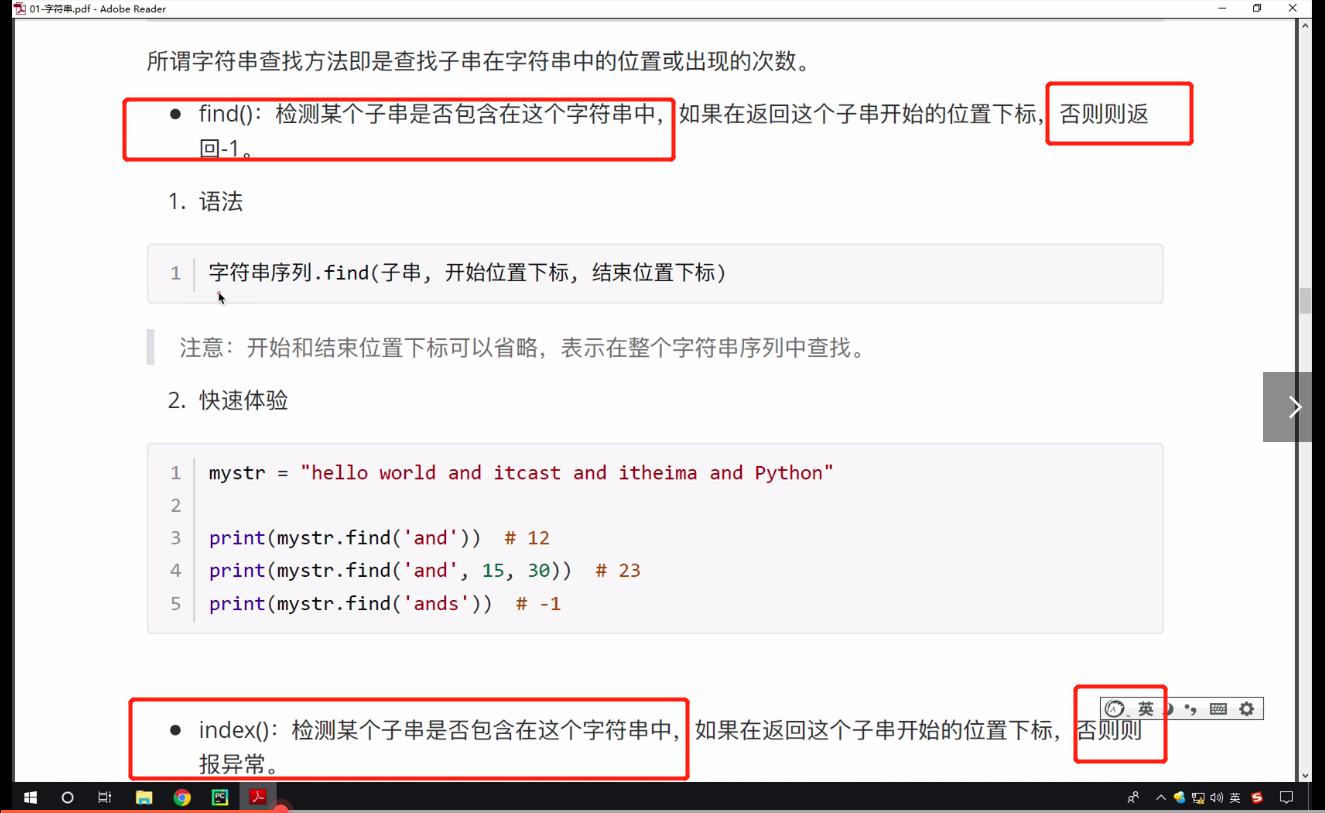 01-字符串.pdf - Adobe Reader
所谓字符串查找方法即是查找子串在字符串中的位置或出现的次数。
find()：检测某个子串是否包含在这个字符串中，如果在返回这个子串开始的位置下标，否则则返
回-1。
1. 语法
1 字符串序列.find(子串, 开始位置下标, 结束位置下标)
注意：开始和结束位置下标可以省略，表示在整个字符串序列中查找。
2. 快速体验
1 mystr = "hello world and itcast and itheima and Python"
2
3 print(mystr.find('and')) # 12
4 print(mystr.find('and', 15, 30)) # 23
5 print(mystr.find('ands')) # -1
英
index()：检测某个子串是否包含在这个字符串中，如果在返回这个子串开始的位置下标，否则则
报异常。
PC
英
S